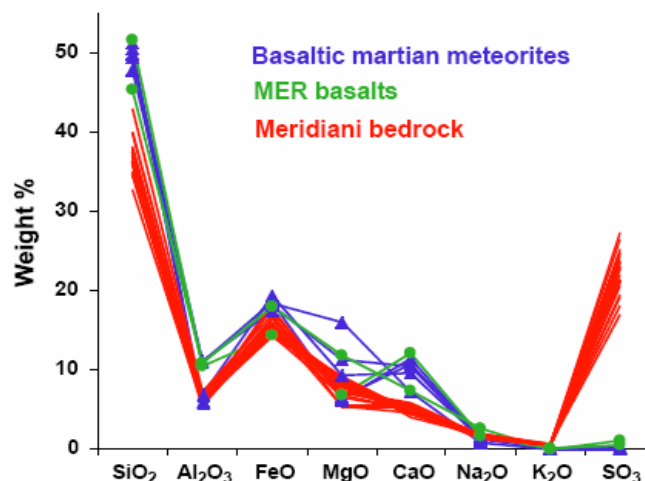 Basaltic martian meteorites
MER basalts
Meridiani bedrock
Weight %
50
40
30
20
10
0
SiO₂ Al₂O₃ FeO MgO CaO Na₂O K₂O SO₃